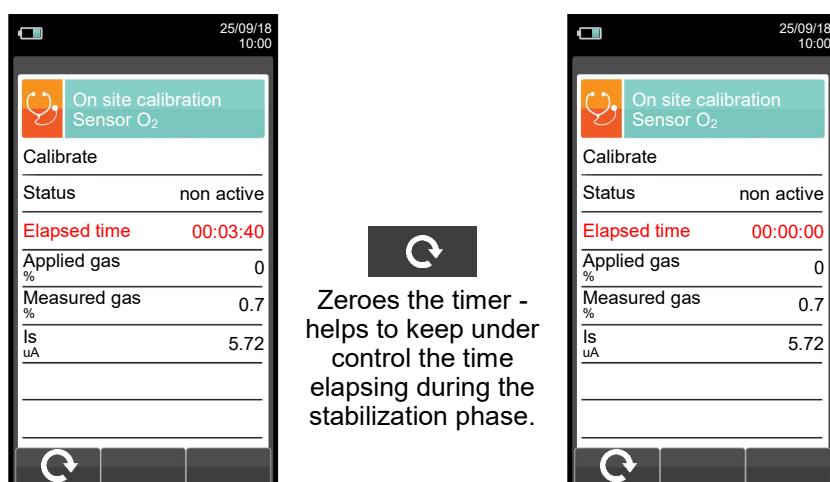 25/09/18
10:00
On site calibration
Sensor O₂
Calibrate
Status non active
Elapsed time 00:03:40
Applied gas 0
%
Measured gas 0.7
%
Is 5.72
uA
Zeroes the timer -
helps to keep under
control the time
elapsing during the
stabilization phase.
25/09/18
10:00
On site calibration
Sensor O₂
Calibrate
Status non active
Elapsed time 00:00:00
Applied gas 0
%
Measured gas 0.7
%
Is 5.72
uA